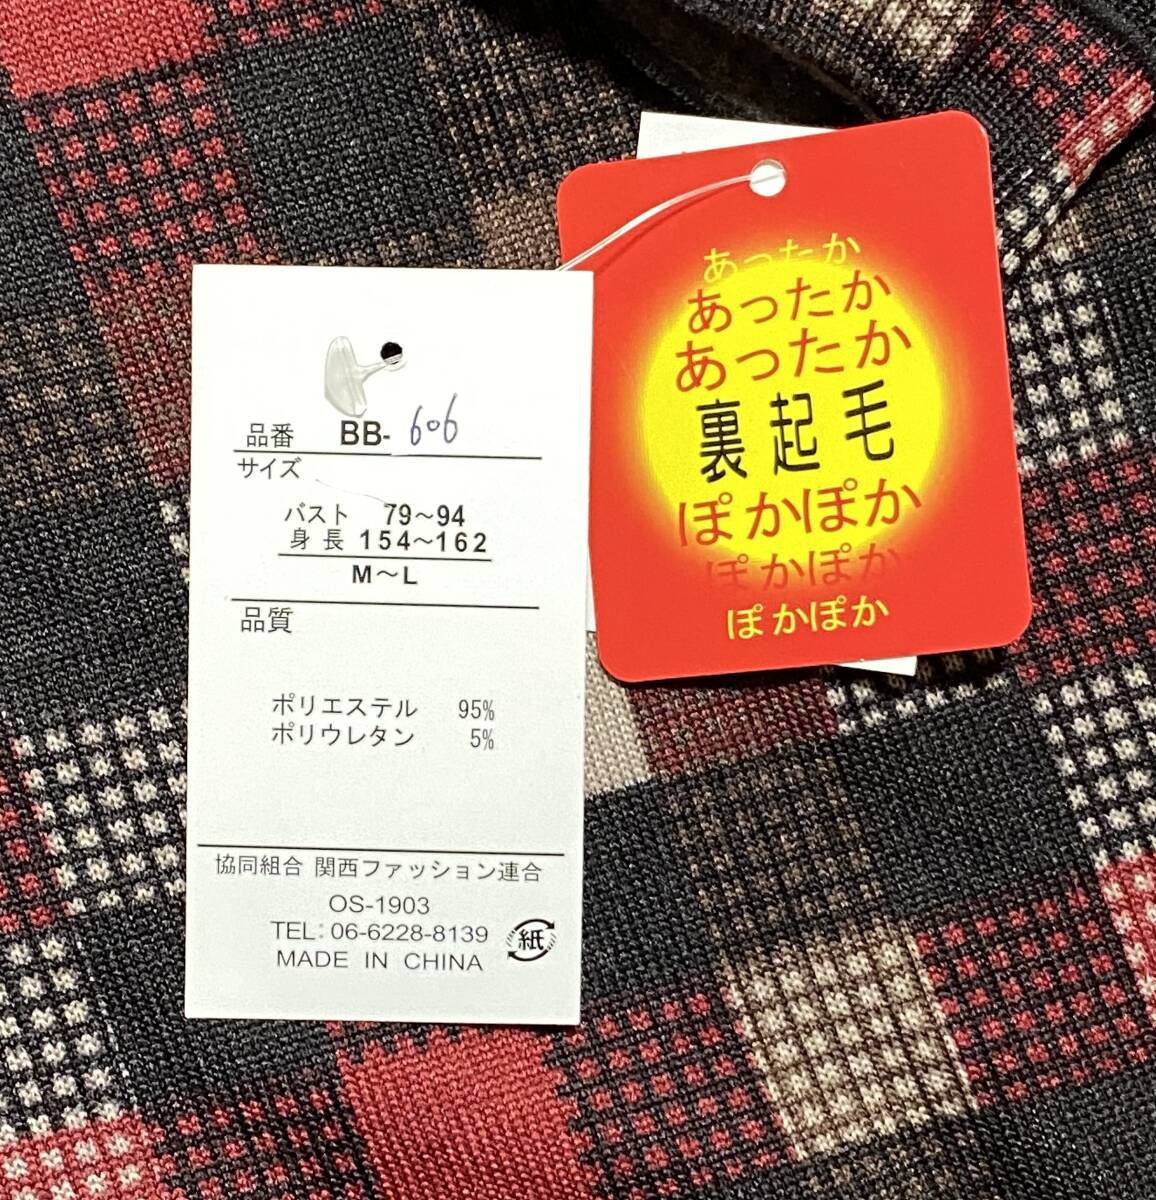 品番 BB-606
サイズ
バスト 79～94
身長 154～162
M～L
品質
ポリエステル 95%
ポリウレタン 5%
協同組合 関西ファッション連合
OS-1903
TEL: 06-6228-8139
紙
MADE IN CHINA
あったか
あったか
あったか
裏起毛
ぽかぽか
ぽかぽか
ぽかぽか